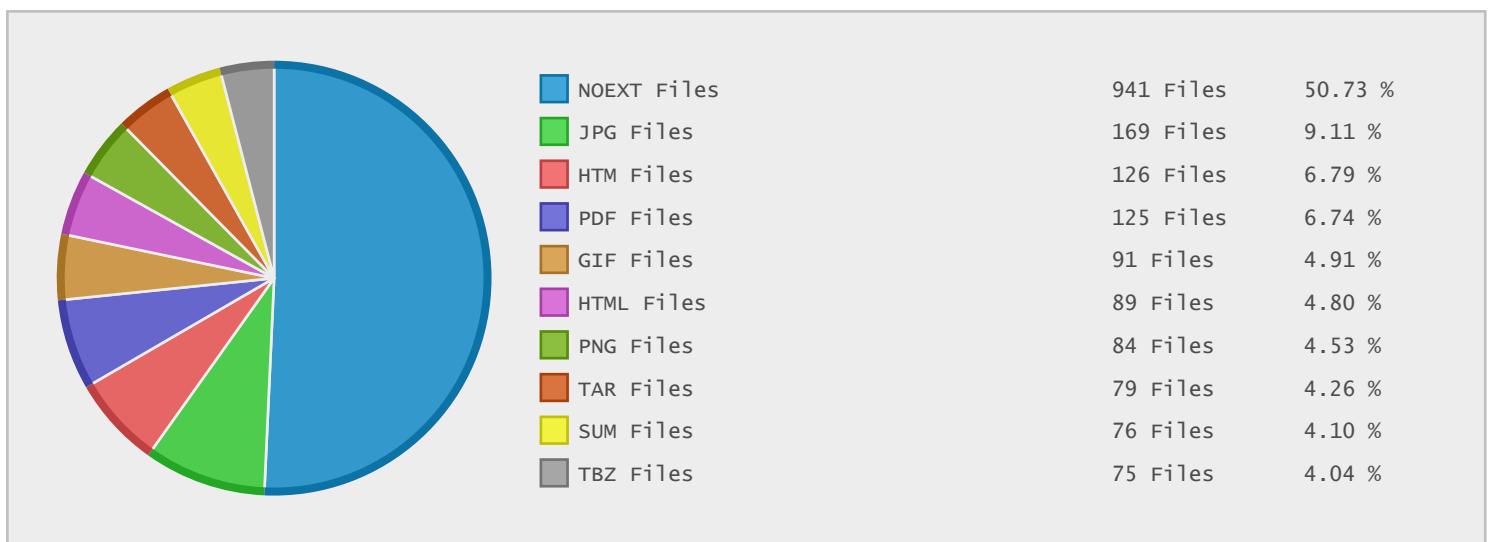 NOEXT Files 941 Files 50.73 %
JPG Files 169 Files 9.11 %
HTM Files 126 Files 6.79 %
PDF Files 125 Files 6.74 %
GIF Files 91 Files 4.91 %
HTML Files 89 Files 4.80 %
PNG Files 84 Files 4.53 %
TAR Files 79 Files 4.26 %
SUM Files 76 Files 4.10 %
TBZ Files 75 Files 4.04 %